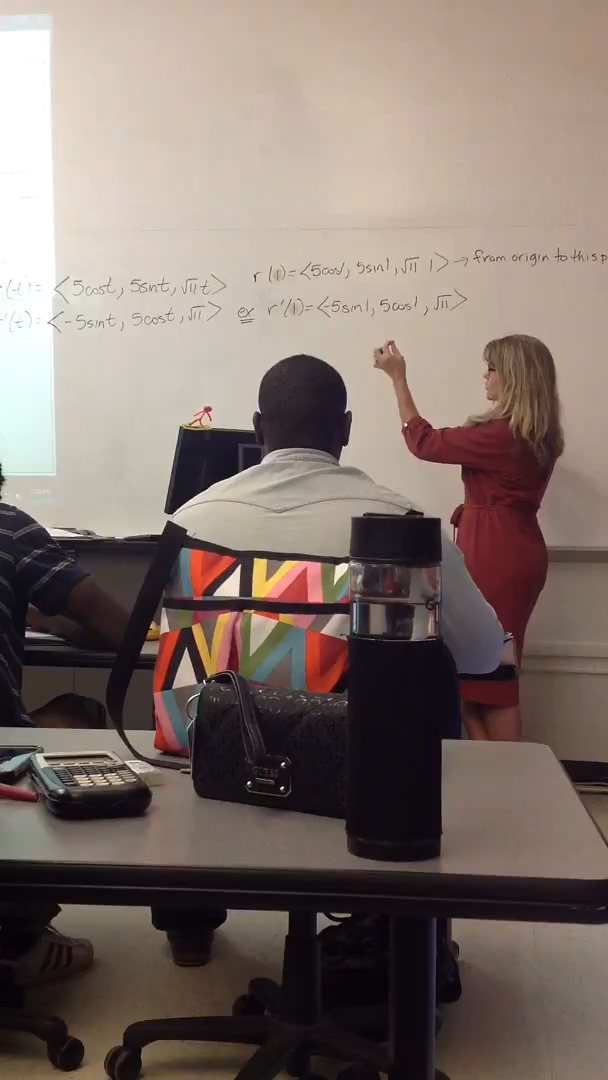 r(t) = <5cost, 5sint, √11 t>
r(1) = <5cos1, 5sin1, √11 1> → from origin to this p
r'(t) = <-5sint, 5cost, √11>
ex r'(1) = <-5sin1, 5cos1, √11>
GUESS